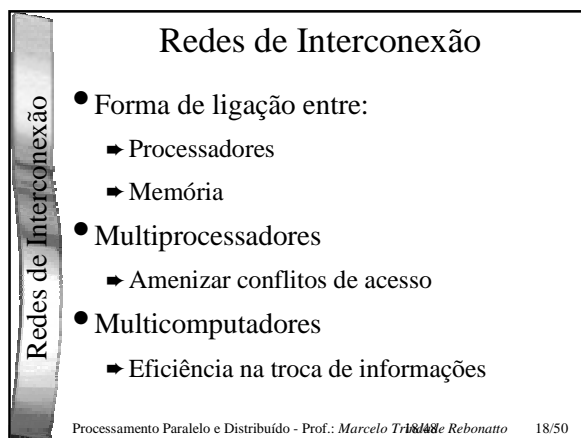 Redes de Interconexão
Redes de Interconexão
• Forma de ligação entre:
➨ Processadores
➨ Memória
• Multiprocessadores
➨ Amenizar conflitos de acesso
• Multicomputadores
➨ Eficiência na troca de informações
Processamento Paralelo e Distribuído - Prof.: Marcelo Rebonatto 18/50